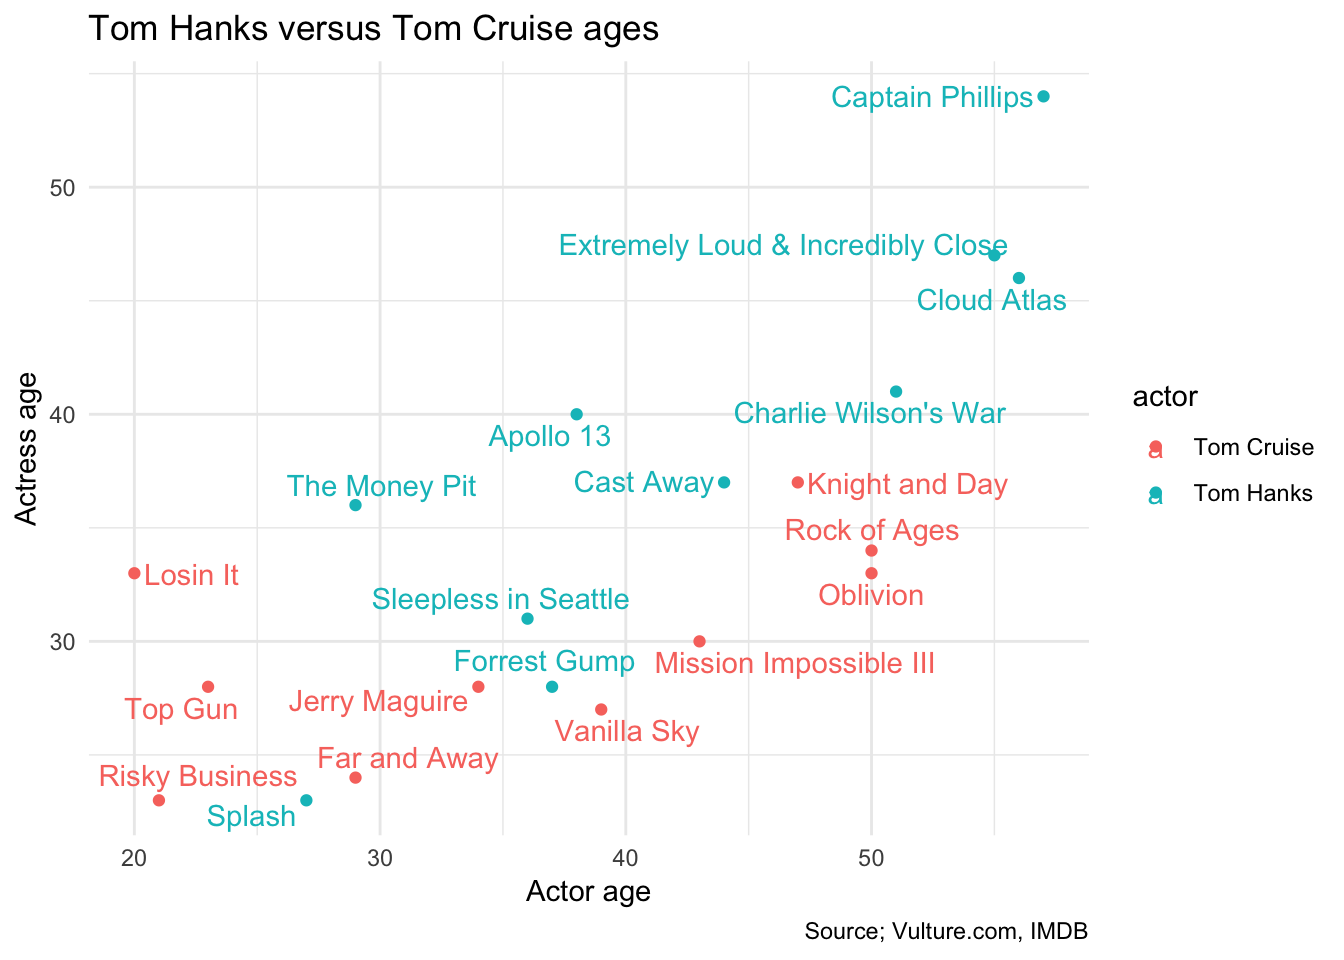 Tom Hanks versus Tom Cruise ages
Captain Phillips
50
Extremely Loud & Incredibly Close
Cloud Atlas
Actress age
40
Charlie Wilson's War
Apollo 13
The Money Pit
Cast Away
Knight and Day
Rock of Ages
Losin It
Oblivion
Sleepless in Seattle
30
Forrest Gump
Mission Impossible III
Top Gun
Jerry Maguire
Vanilla Sky
Far and Away
Risky Business
Splash
20
30
40
50
Actor age
actor
a Tom Cruise
a Tom Hanks
Source; Vulture.com, IMDB